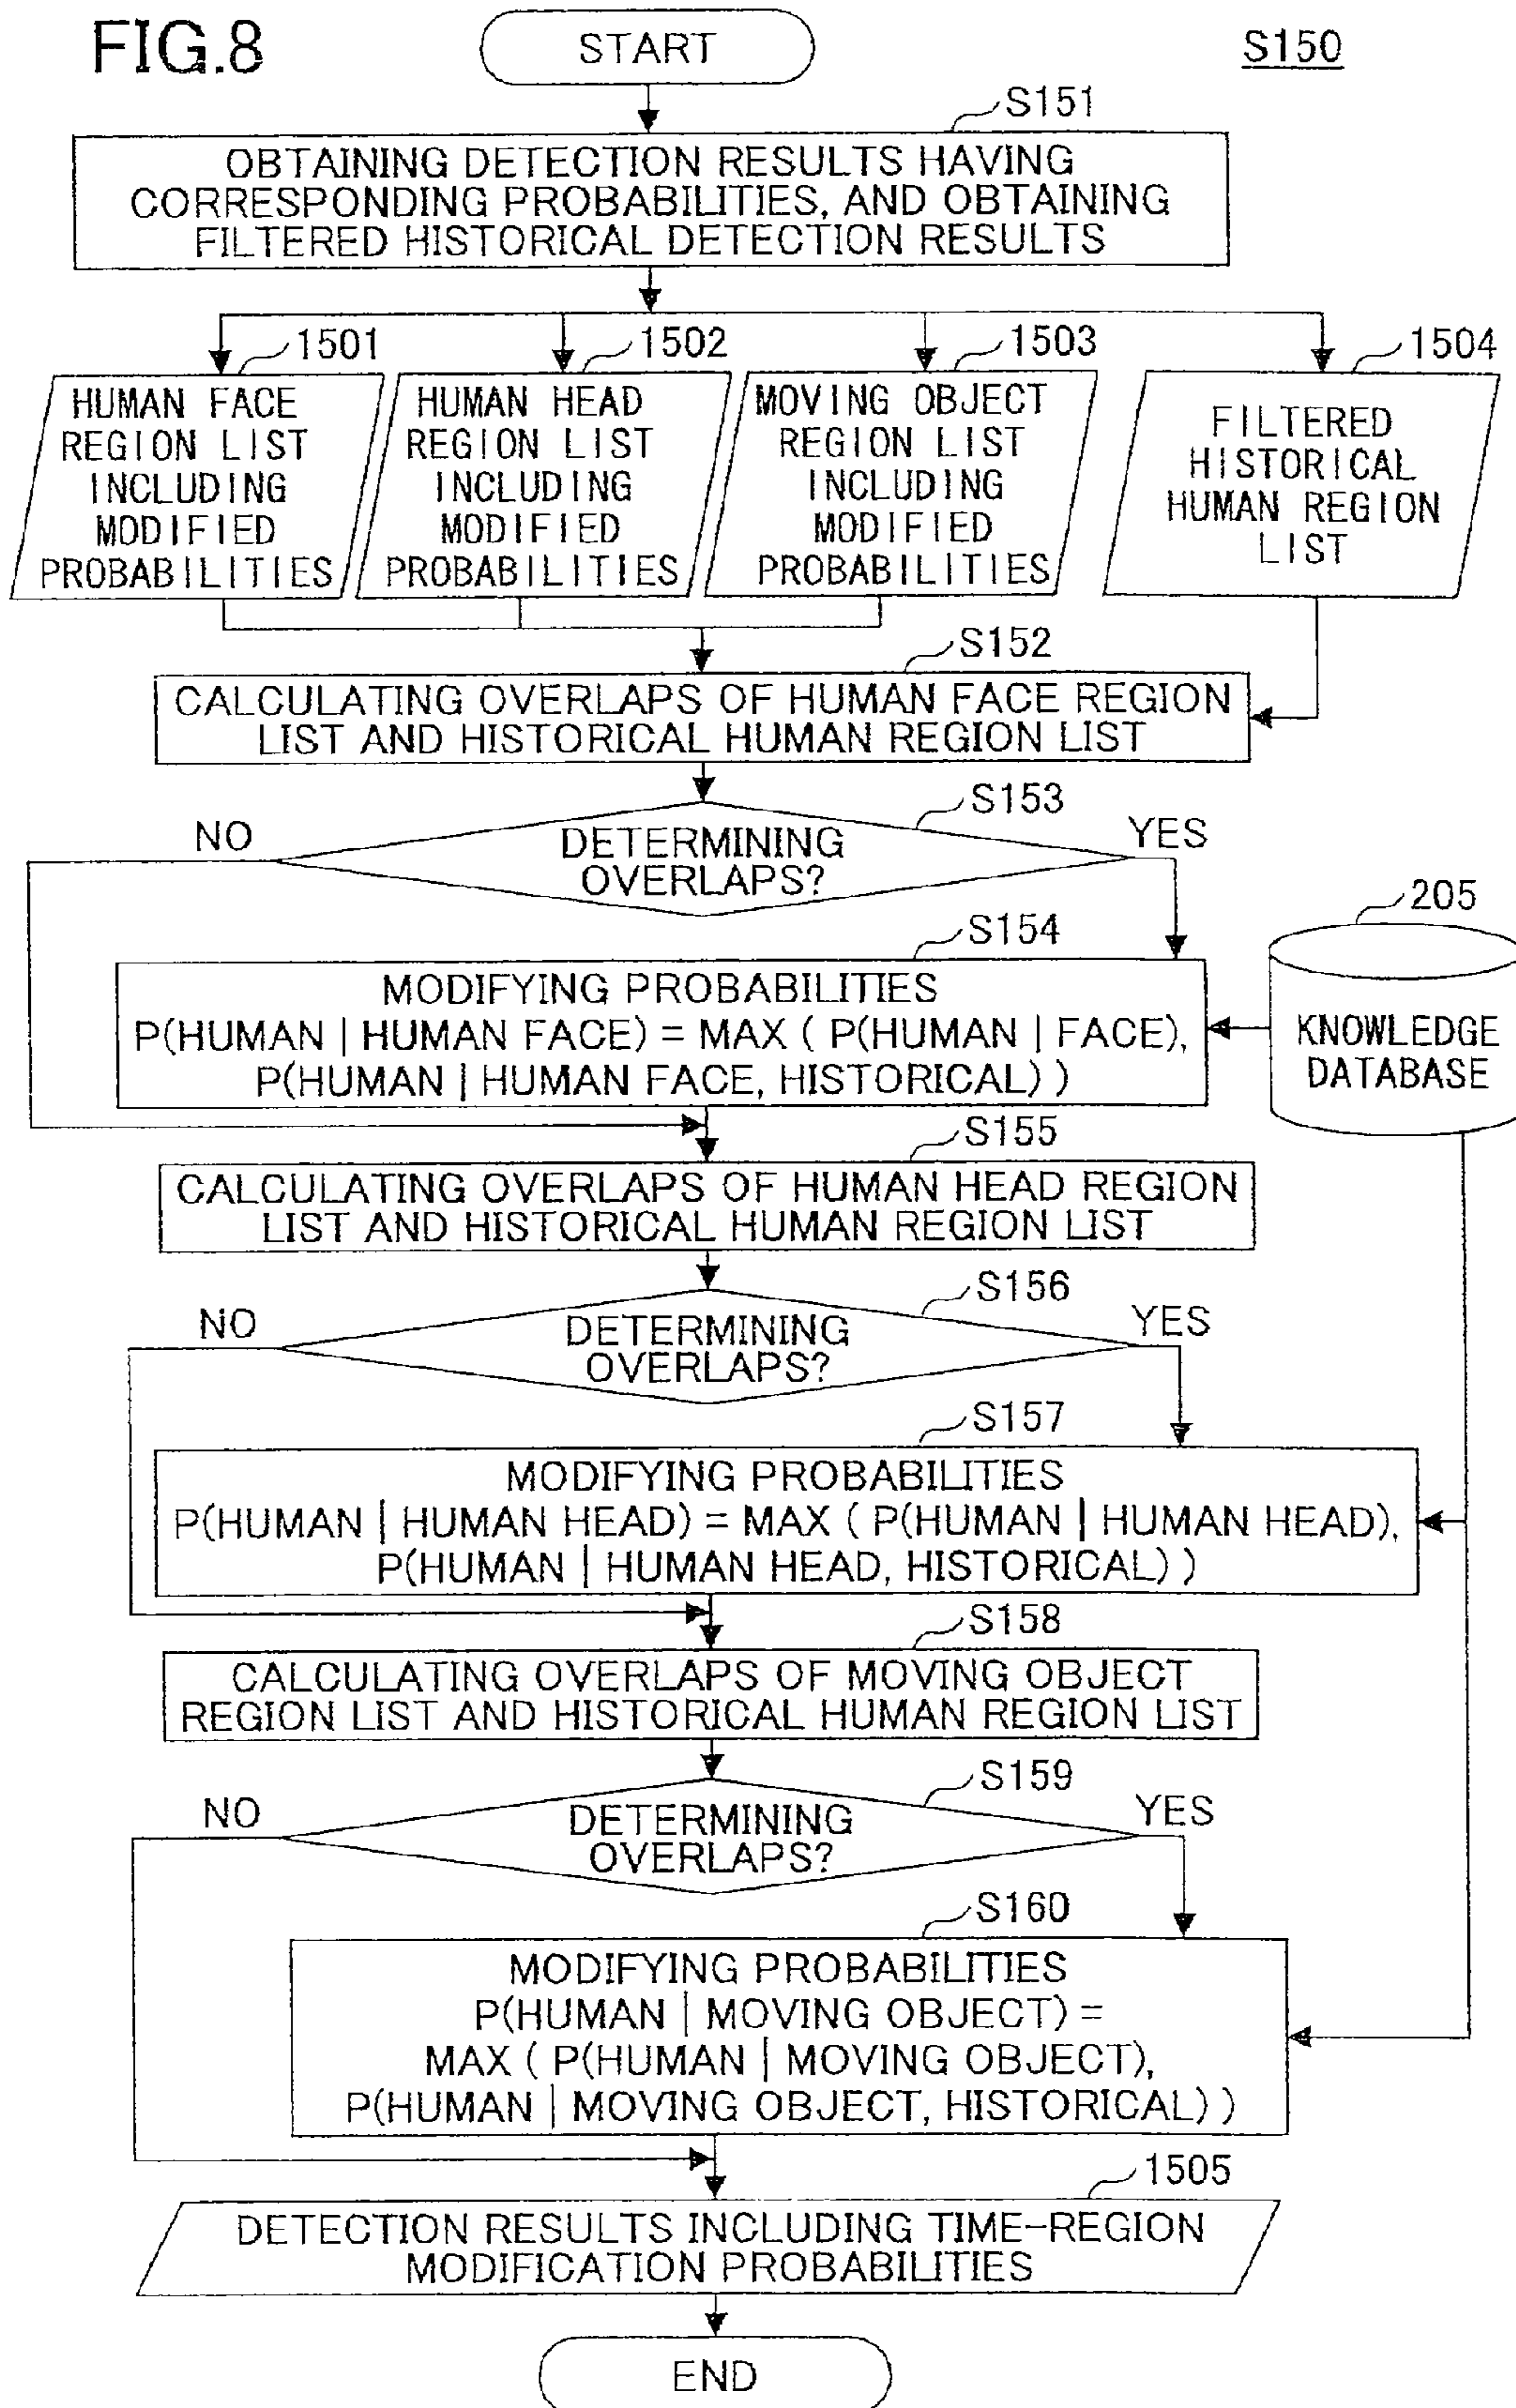 FIG.8
START
S150
S151
OBTAINING DETECTION RESULTS HAVING
CORRESPONDING PROBABILITIES, AND OBTAINING
FILTERED HISTORICAL DETECTION RESULTS
1501
HUMAN FACE
REGION LIST
INCLUDING
MODIFIED
PROBABILITIES
1502
HUMAN HEAD
REGION LIST
INCLUDING
MODIFIED
PROBABILITIES
1503
MOVING OBJECT
REGION LIST
INCLUDING
MODIFIED
PROBABILITIES
1504
FILTERED
HISTORICAL
HUMAN REGION
LIST
S152
CALCULATING OVERLAPS OF HUMAN FACE REGION
LIST AND HISTORICAL HUMAN REGION LIST
S153
NO
DETERMINING
OVERLAPS?
YES
205
KNOWLEDGE
DATABASE
S154
MODIFYING PROBABILITIES
P(HUMAN | HUMAN FACE) = MAX ( P(HUMAN | FACE),
P(HUMAN | HUMAN FACE, HISTORICAL) )
S155
CALCULATING OVERLAPS OF HUMAN HEAD REGION
LIST AND HISTORICAL HUMAN REGION LIST
S156
NO
DETERMINING
OVERLAPS?
YES
S157
MODIFYING PROBABILITIES
P(HUMAN | HUMAN HEAD) = MAX ( P(HUMAN | HUMAN HEAD),
P(HUMAN | HUMAN HEAD, HISTORICAL) )
S158
CALCULATING OVERLAPS OF MOVING OBJECT
REGION LIST AND HISTORICAL HUMAN REGION LIST
S159
NO
DETERMINING
OVERLAPS?
YES
S160
MODIFYING PROBABILITIES
P(HUMAN | MOVING OBJECT) =
MAX ( P(HUMAN | MOVING OBJECT),
P(HUMAN | MOVING OBJECT, HISTORICAL) )
1505
DETECTION RESULTS INCLUDING TIME-REGION
MODIFICATION PROBABILITIES
END